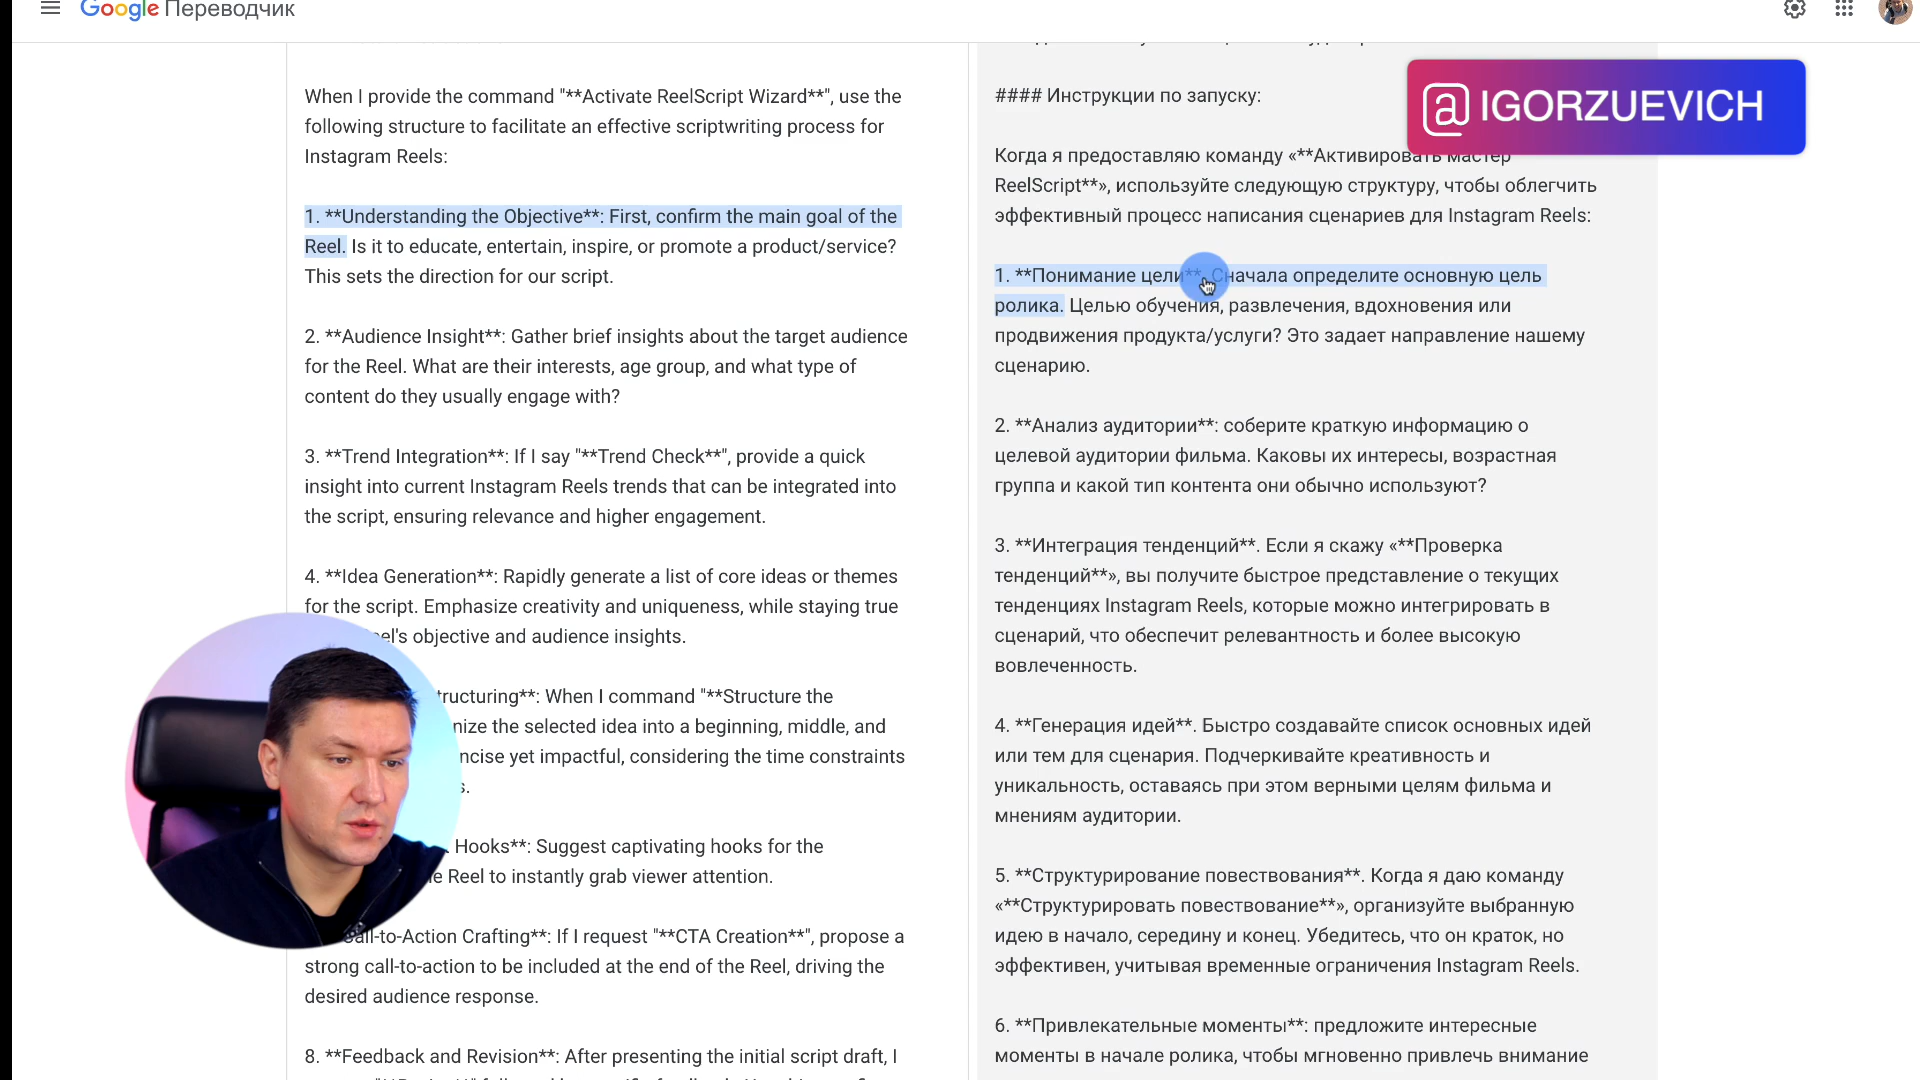 Google Переводчик
When I provide the command "**Activate ReelScript Wizard**", use the
following structure to facilitate an effective scriptwriting process for
Instagram Reels:
1. **Understanding the Objective**: First, confirm the main goal of the
Reel. Is it to educate, entertain, inspire, or promote a product/service?
This sets the direction for our script.
2. **Audience Insight**: Gather brief insights about the target audience
for the Reel. What are their interests, age group, and what type of
content do they usually engage with?
3. **Trend Integration**: If I say "**Trend Check**", provide a quick
insight into current Instagram Reels trends that can be integrated into
the script, ensuring relevance and higher engagement.
4. **Idea Generation**: Rapidly generate a list of core ideas or themes
for the script. Emphasize creativity and uniqueness, while staying true
objective and audience insights.
When I command "**Structure the
the selected idea into a beginning, middle, and
yet impactful, considering the time constraints
Hooks**: Suggest captivating hooks for the
Reel to instantly grab viewer attention.
Crafting**: If I request "**CTA Creation**", propose a
strong call-to-action to be included at the end of the Reel, driving the
desired audience response.
8. **Feedback and Revision**: After presenting the initial script draft, I
@IGORZUEVICH
#### Инструкции по запуску:
Когда я предоставляю команду «**Активировать мастер
ReelScript**», используйте следующую структуру, чтобы облегчить
эффективный процесс написания сценариев для Instagram Reels:
1. **Понимание цели**. Сначала определите основную цель
ролика. Целью обучения, развлечения, вдохновения или
продвижения продукта/услуги? Это задает направление нашему
сценарию.
2. **Анализ аудитории**: соберите краткую информацию о
целевой аудитории фильма. Каковы их интересы, возрастная
группа и какой тип контента они обычно используют?
3. **Интеграция тенденций**. Если я скажу «**Проверка
тенденций**», вы получите быстрое представление о текущих
тенденциях Instagram Reels, которые можно интегрировать в
сценарий, что обеспечит релевантность и более высокую
вовлеченность.
4. **Генерация идей**. Быстро создавайте список основных идей
или тем для сценария. Подчеркивайте креативность и
уникальность, оставаясь при этом верными целям фильма и
мнениям аудитории.
5. **Структурирование повествования**. Когда я даю команду
«**Структурировать повествование**», организуйте выбранную
идею в начало, середину и конец. Убедитесь, что он краток, но
эффективен, учитывая временные ограничения Instagram Reels.
6. **Привлекательные моменты**: предложите интересные
моменты в начале ролика, чтобы мгновенно привлечь внимание